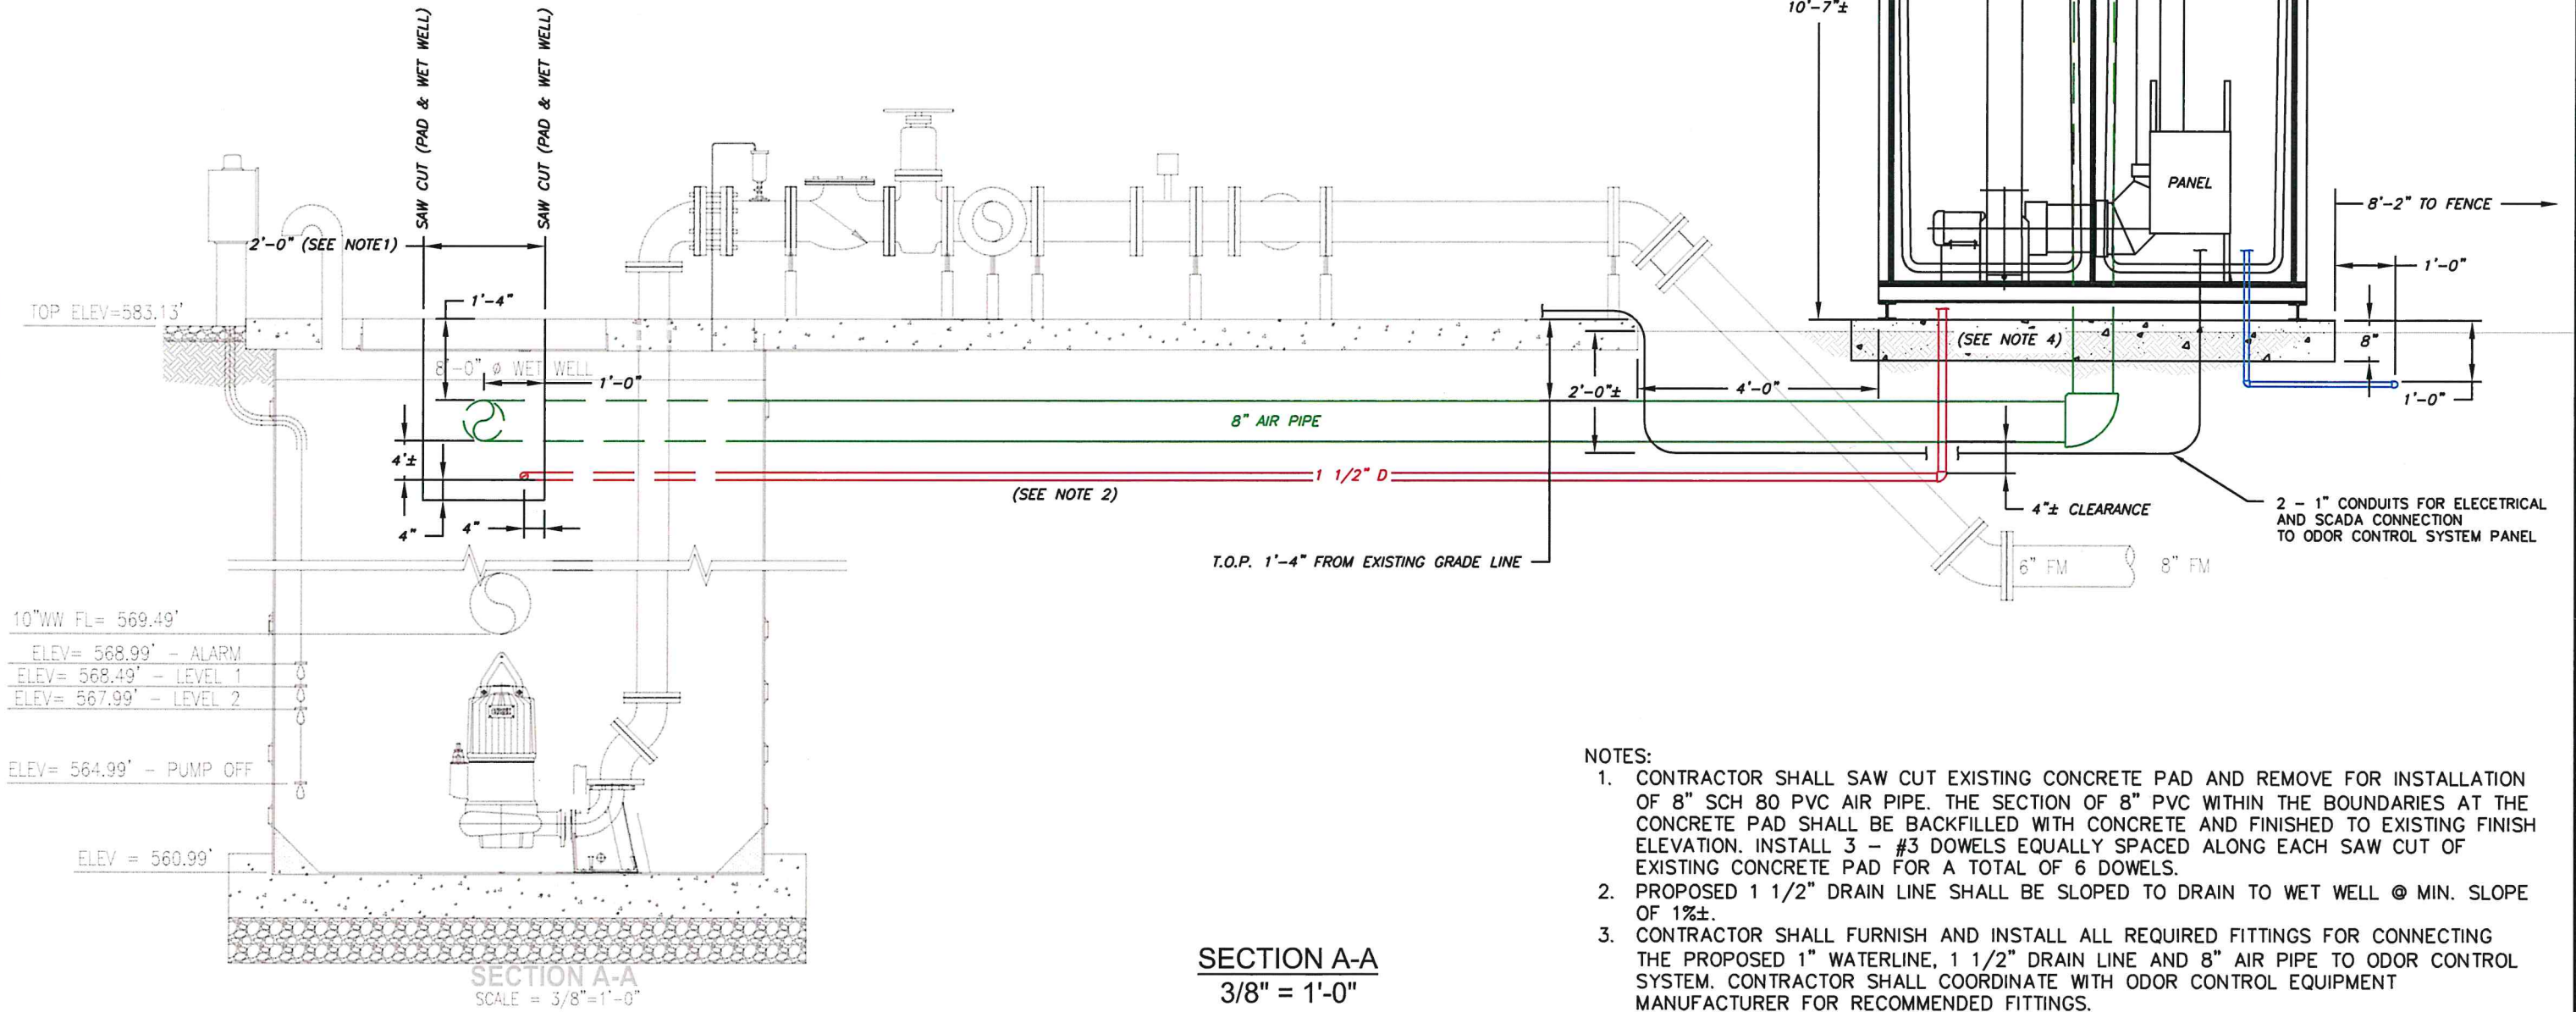 10'-7"±
SAW CUT (PAD & WET WELL)
SAW CUT (PAD & WET WELL)
PANEL
8'-2" TO FENCE
2'-0" (SEE NOTE1)
1'-0"
1'-4"
TOP ELEV=583.13'
(SEE NOTE 4)
8"
8'-0" Ø WET WELL
1'-0"
2'-0"±
4'-0"
1'-0"
8" AIR PIPE
4'±
1 1/2" D
(SEE NOTE 2)
4"
4"
4"± CLEARANCE
2 - 1" CONDUITS FOR ELECETRICAL
AND SCADA CONNECTION
TO ODOR CONTROL SYSTEM PANEL
T.O.P. 1'-4" FROM EXISTING GRADE LINE
6" FM
8" FM
10"WW FL= 569.49'
ELEV= 568.99' - ALARM
ELEV= 568.49' - LEVEL 1
ELEV= 567.99' - LEVEL 2
ELEV= 564.99' - PUMP OFF
ELEV = 560.99'
SECTION A-A
SCALE = 3/8"=1'-0"
SECTION A-A
3/8" = 1'-0"
NOTES:
1. CONTRACTOR SHALL SAW CUT EXISTING CONCRETE PAD AND REMOVE FOR INSTALLATION
OF 8" SCH 80 PVC AIR PIPE. THE SECTION OF 8" PVC WITHIN THE BOUNDARIES AT THE
CONCRETE PAD SHALL BE BACKFILLED WITH CONCRETE AND FINISHED TO EXISTING FINISH
ELEVATION. INSTALL 3 - #3 DOWELS EQUALLY SPACED ALONG EACH SAW CUT OF
EXISTING CONCRETE PAD FOR A TOTAL OF 6 DOWELS.
2. PROPOSED 1 1/2" DRAIN LINE SHALL BE SLOPED TO DRAIN TO WET WELL @ MIN. SLOPE
OF 1%±.
3. CONTRACTOR SHALL FURNISH AND INSTALL ALL REQUIRED FITTINGS FOR CONNECTING
THE PROPOSED 1" WATERLINE, 1 1/2" DRAIN LINE AND 8" AIR PIPE TO ODOR CONTROL
SYSTEM. CONTRACTOR SHALL COORDINATE WITH ODOR CONTROL EQUIPMENT
MANUFACTURER FOR RECOMMENDED FITTINGS.